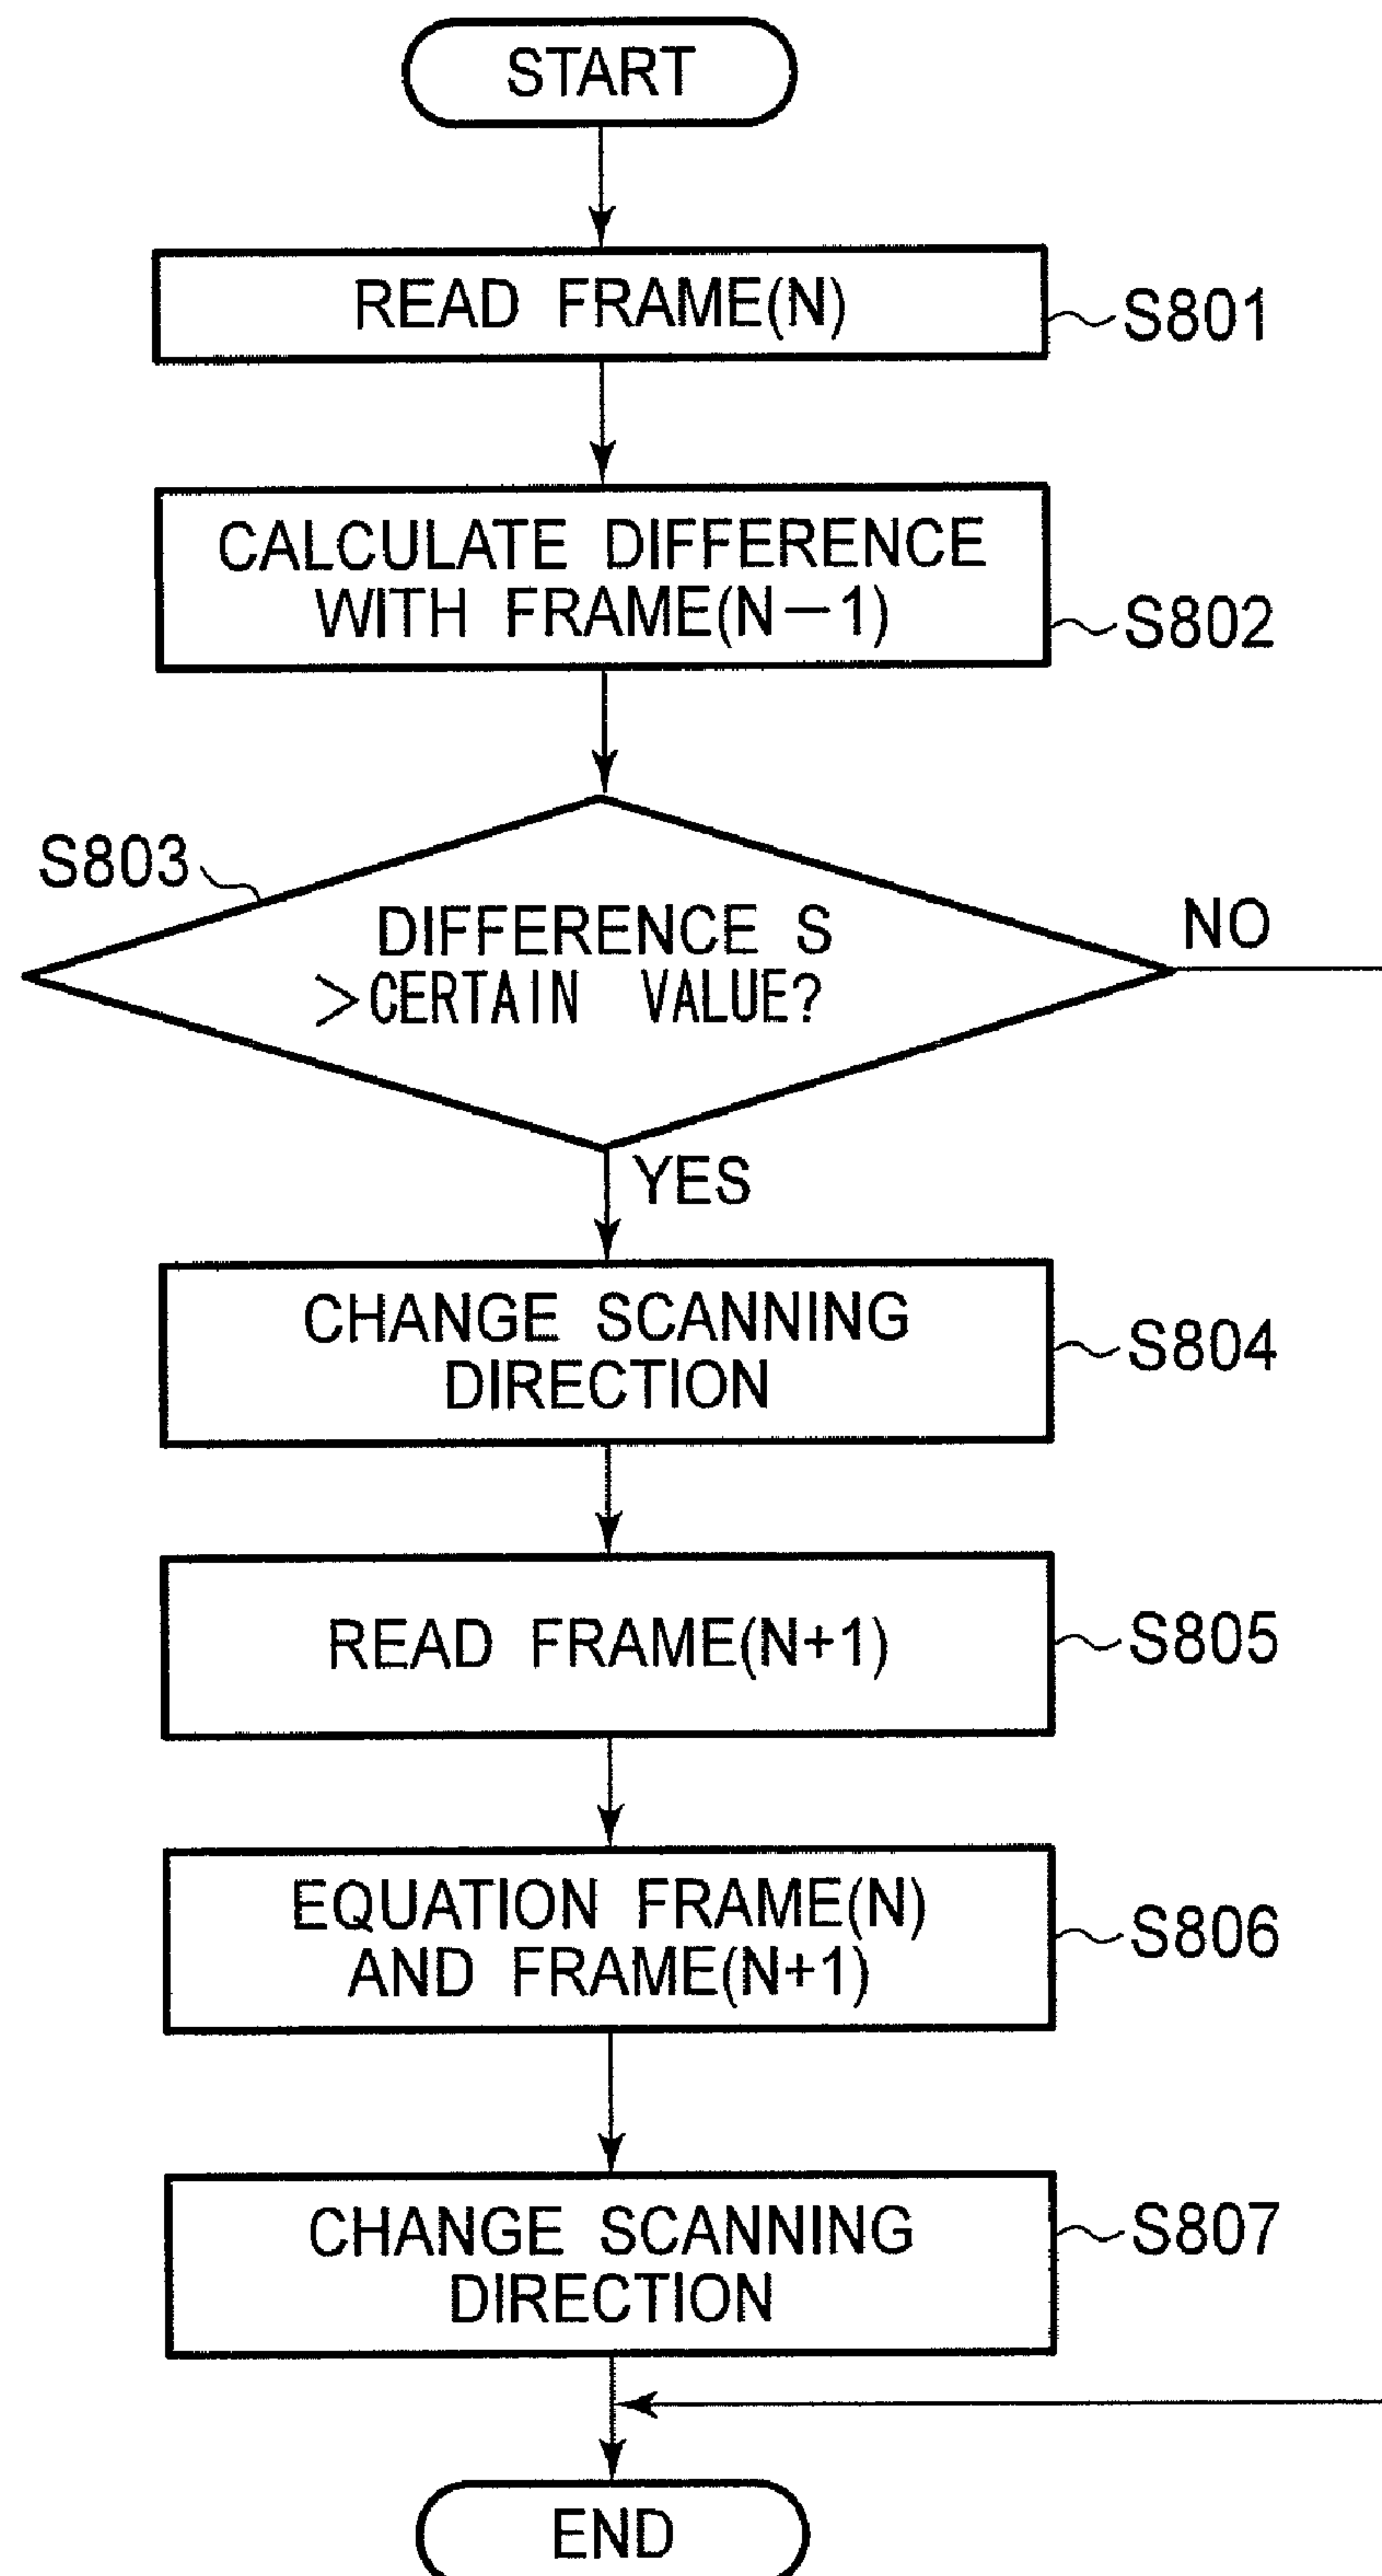 START
READ FRAME(N)
S801
CALCULATE DIFFERENCE
WITH FRAME(N−1)
S802
S803
DIFFERENCE S
>CERTAIN VALUE?
NO
YES
CHANGE SCANNING
DIRECTION
S804
READ FRAME(N+1)
S805
EQUATION FRAME(N)
AND FRAME(N+1)
S806
CHANGE SCANNING
DIRECTION
S807
END